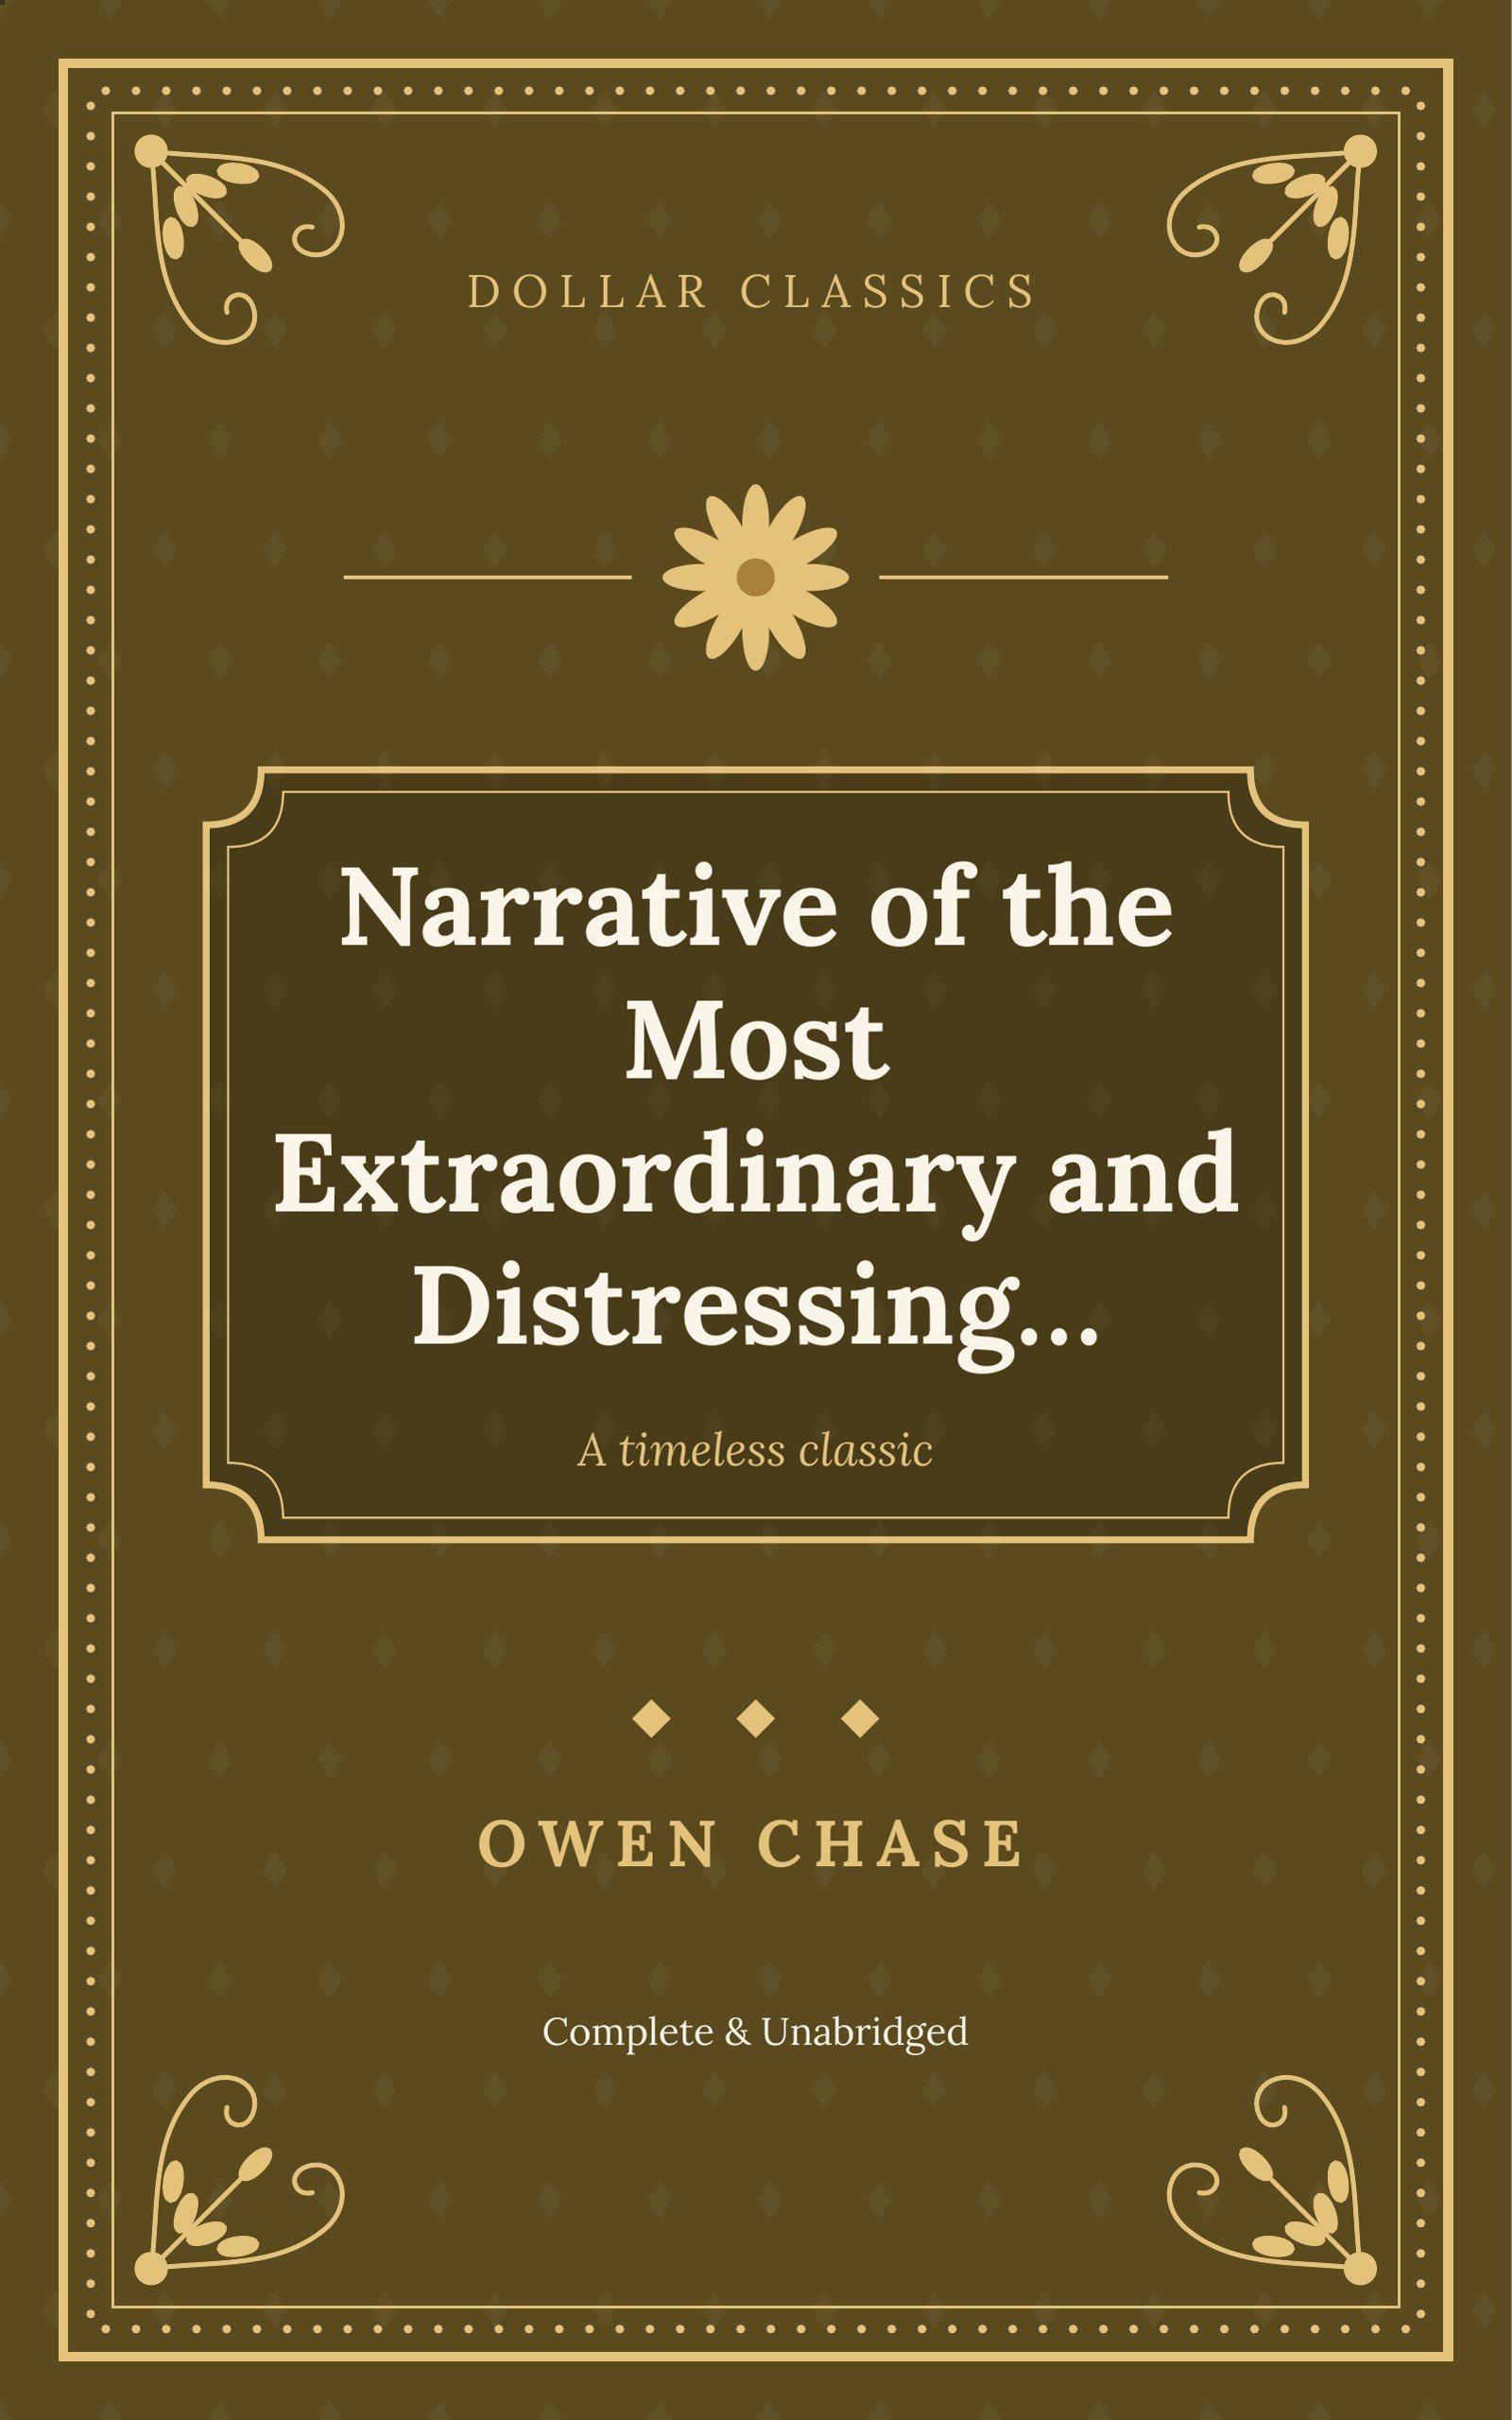 DOLLAR CLASSICS
Narrative of the
Most
Extraordinary and
Distressing...
A timeless classic
OWEN CHASE
Complete & Unabridged